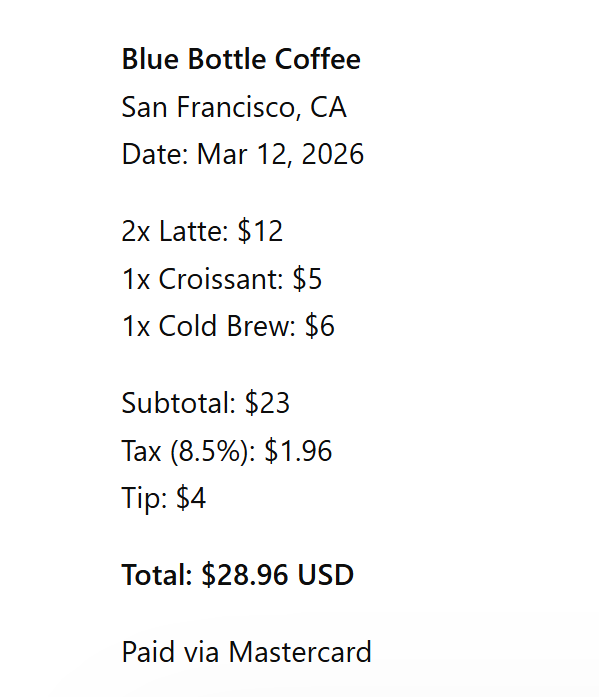 Blue Bottle Coffee
San Francisco, CA
Date: Mar 12, 2026
2x Latte: $12
1x Croissant: $5
1x Cold Brew: $6
Subtotal: $23
Tax (8.5%): $1.96
Tip: $4
Total: $28.96 USD
Paid via Mastercard